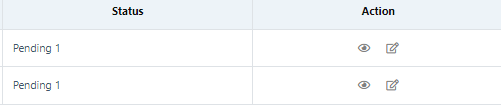 Status Action
Pending 1
Pending 1